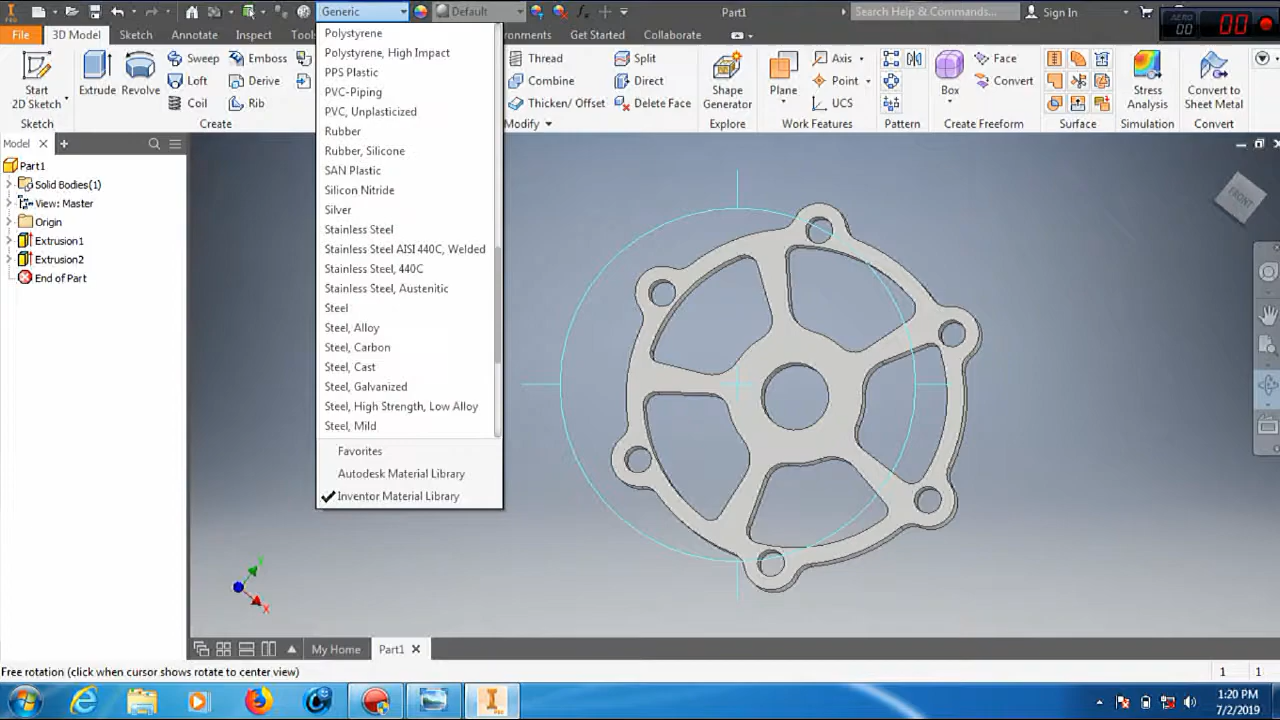 Generic
Default
Part1
Search Help & Commands...
Sign In
AERO
00
00
File
3D Model
Sketch
Annotate
Inspect
Tools
Get Started
Collaborate
Start
2D Sketch
Extrude
Revolve
Sweep
Emboss
Loft
Derive
Coil
Rib
Thread
Split
Combine
Direct
Thicken/ Offset
Delete Face
Shape
Generator
Plane
Axis
Point
UCS
Box
Face
Convert
Stress
Analysis
Convert to
Sheet Metal
Sketch
Create
Modify
Explore
Work Features
Pattern
Create Freeform
Surface
Simulation
Convert
Model
Part1
Solid Bodies(1)
View: Master
Origin
Extrusion1
Extrusion2
End of Part
Polystyrene
Polystyrene, High Impact
PPS Plastic
PVC-Piping
PVC, Unplasticized
Rubber
Rubber, Silicone
SAN Plastic
Silicon Nitride
Silver
Stainless Steel
Stainless Steel AISI 440C, Welded
Stainless Steel, 440C
Stainless Steel, Austenitic
Steel
Steel, Alloy
Steel, Carbon
Steel, Cast
Steel, Galvanized
Steel, High Strength, Low Alloy
Steel, Mild
Favorites
Autodesk Material Library
Inventor Material Library
FRONT
Y
X
My Home
Part1
Free rotation (click when cursor shows rotate to center view)
1
1
1:20 PM
7/2/2019